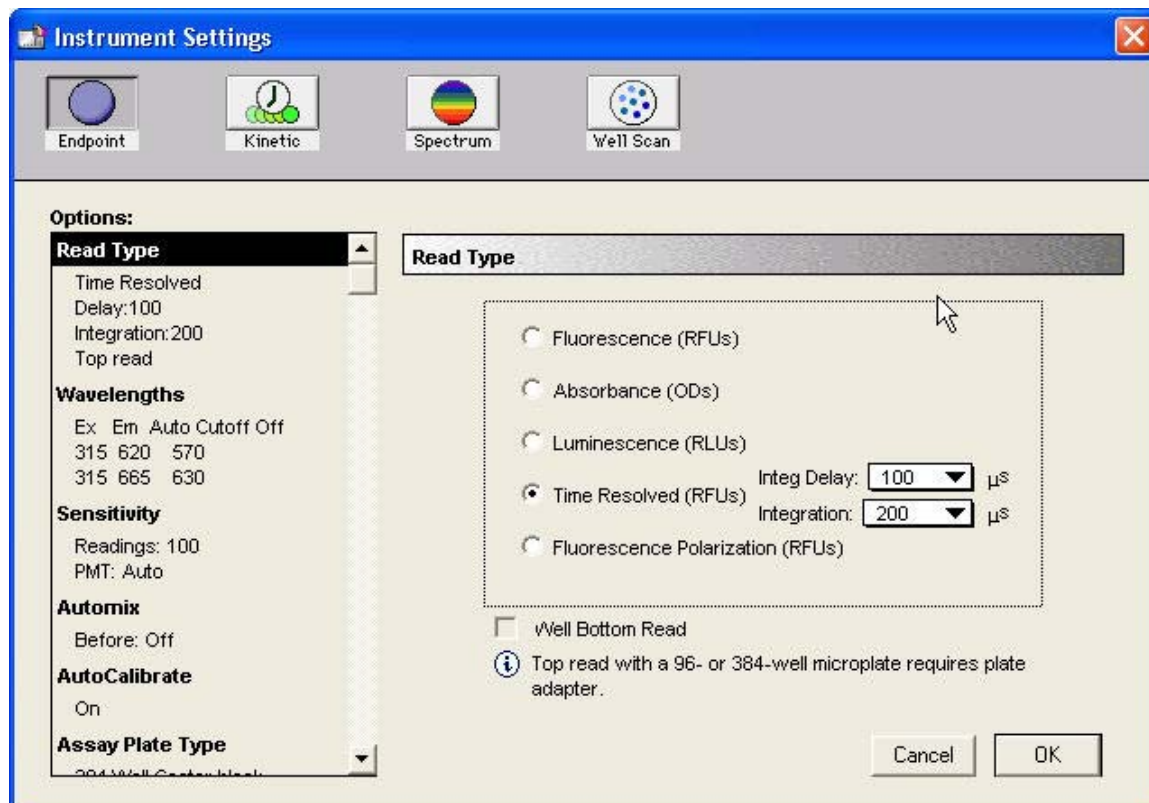 Instrument Settings
Endpoint
Kinetic
Spectrum
Well Scan
Options:
Read Type
Time Resolved
Delay:100
Integration:200
Top read
Wavelengths
Ex Em Auto Cutoff Off
315 620 570
315 665 630
Sensitivity
Readings: 100
PMT: Auto
Automix
Before: Off
AutoCalibrate
On
Assay Plate Type
384 Well Costar black
Read Type
Fluorescence (RFUs)
Absorbance (ODs)
Luminescence (RLUs)
Time Resolved (RFUs)
Integ Delay: 100 µs
Integration: 200 µs
Fluorescence Polarization (RFUs)
Well Bottom Read
Top read with a 96- or 384-well microplate requires plate
adapter.
Cancel
OK